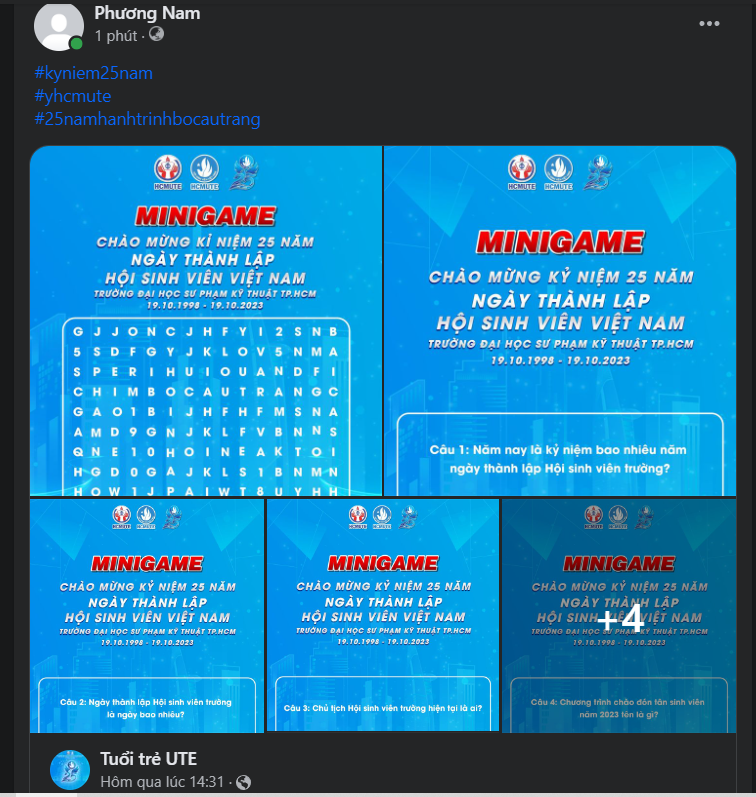 Phương Nam
1 phút ·
#kyniem25nam
#yhcmute
#25namhanhtrinhbocautrang
HCMUTE HCMUTE
MINIGAME
CHÀO MỪNG KỈ NIỆM 25 NĂM
NGÀY THÀNH LẬP
HỘI SINH VIÊN VIỆT NAM
TRƯỜNG ĐẠI HỌC SƯ PHẠM KỸ THUẬT TP.HCM
19.10.1998 - 19.10.2023
G J J O N C J H F Y I 2 S N B
5 S D F G Y J K L O V 5 N M A
S P E R I H U I O U A N D F I
C H I M B O C A U T R A N G C
G A O 1 B I J H F H F M S N A
A M D 9 G N J K L F V B N N S
Q N E 1 0 H O I N E A K T O I
H G D 0 G A J K L S 1 B N M N
H O W 1 J P A I W T 8 U Y H H
HCMUTE HCMUTE
MINIGAME
CHÀO MỪNG KỶ NIỆM 25 NĂM
NGÀY THÀNH LẬP
HỘI SINH VIÊN VIỆT NAM
TRƯỜNG ĐẠI HỌC SƯ PHẠM KỸ THUẬT TP.HCM
19.10.1998 - 19.10.2023
Câu 1: Năm nay là kỷ niệm bao nhiêu năm
ngày thành lập Hội sinh viên trường?
HCMUTE HCMUTE
MINIGAME
CHÀO MỪNG KỶ NIỆM 25 NĂM
NGÀY THÀNH LẬP
HỘI SINH VIÊN VIỆT NAM
TRƯỜNG ĐẠI HỌC SƯ PHẠM KỸ THUẬT TP.HCM
19.10.1998 - 19.10.2023
Câu 2: Ngày thành lập Hội sinh viên trường
là ngày bao nhiêu?
HCMUTE HCMUTE
MINIGAME
CHÀO MỪNG KỶ NIỆM 25 NĂM
NGÀY THÀNH LẬP
HỘI SINH VIÊN VIỆT NAM
TRƯỜNG ĐẠI HỌC SƯ PHẠM KỸ THUẬT TP.HCM
19.10.1998 - 19.10.2023
Câu 3: Chủ tịch Hội sinh viên trường hiện tại là ai?
HCMUTE HCMUTE
MINIGAME
CHÀO MỪNG KỶ NIỆM 25 NĂM
NGÀY THÀNH LẬP
HỘI SINH VIÊN VIỆT NAM
+4
TRƯỜNG ĐẠI HỌC SƯ PHẠM KỸ THUẬT TP.HCM
19.10.1998 - 19.10.2023
Câu 4: Chương trình chào đón tân sinh viên
năm 2023 tên là gì?
Tuổi trẻ UTE
Hôm qua lúc 14:31 ·